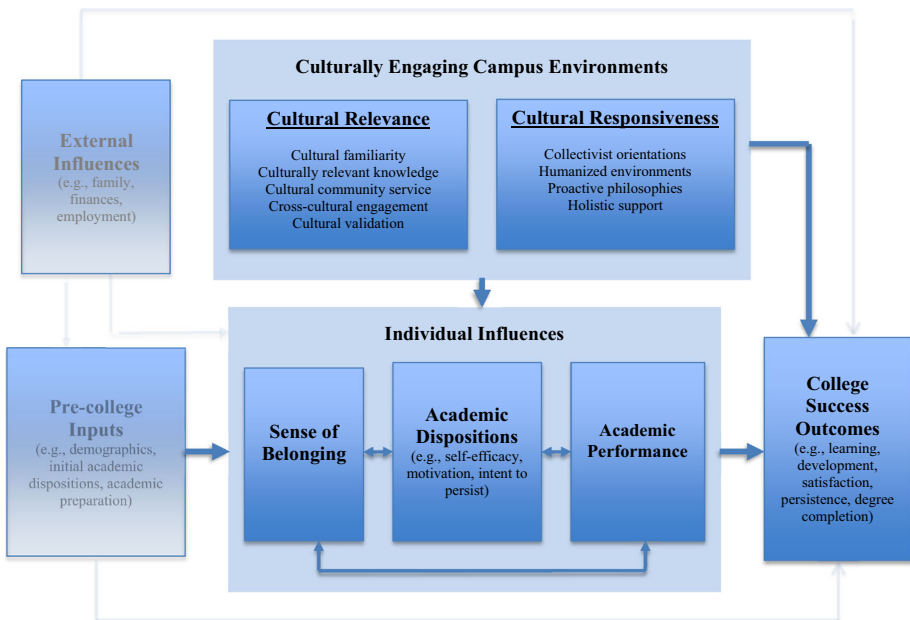 Culturally Engaging Campus Environments
Cultural Relevance
Cultural familiarity
Culturally relevant knowledge
Cultural community service
Cross-cultural engagement
Cultural validation
Cultural Responsiveness
Collectivist orientations
Humanized environments
Proactive philosophies
Holistic support
External
Influences
(e.g., family,
finances,
employment)
Pre-college
Inputs
(e.g., demographics,
initial academic
dispositions, academic
preparation)
Individual Influences
Sense of
Belonging
Academic
Dispositions
(e.g., self-efficacy,
motivation, intent to
persist)
Academic
Performance
College
Success
Outcomes
(e.g., learning,
development,
satisfaction,
persistence, degree
completion)